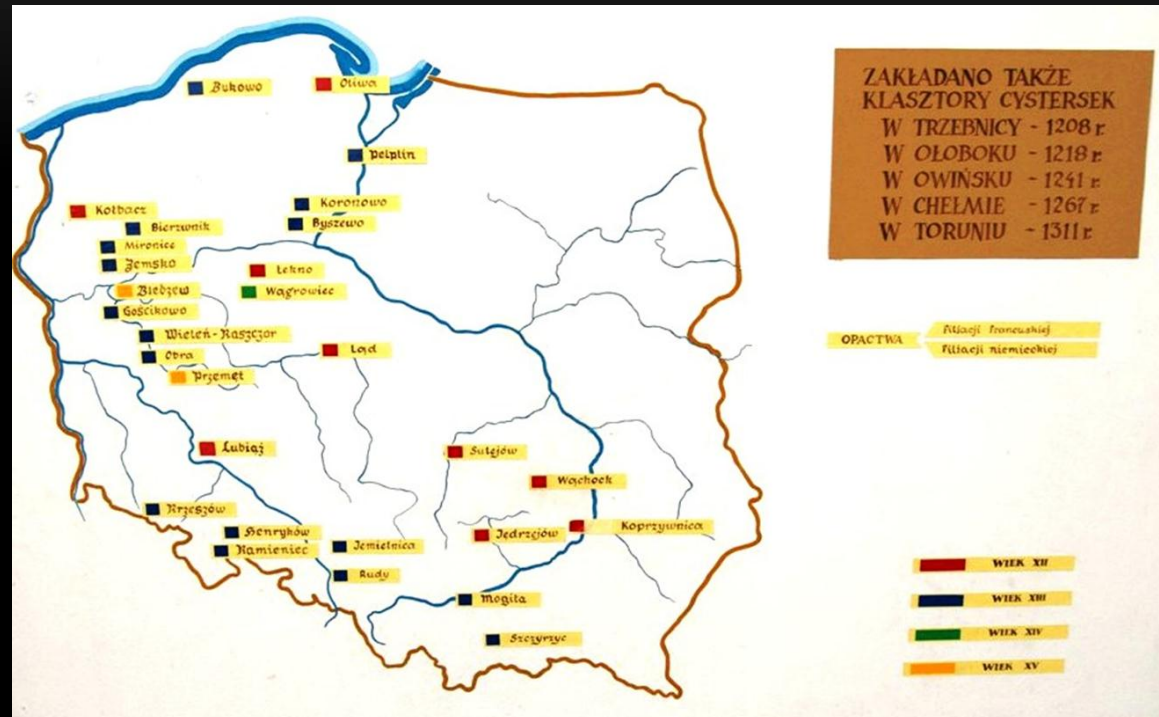 Bukowo
Oliwa
Pelplin
Koronowo
Byszewo
Kołbacz
Bierzwnik
Mironice
Zemsko
Łekno
Blebzew
Wągrowiec
Gościkowo
Wieleń-Kaszczor
Obra
Ląd
Przemęt
Lubiąż
Sulejów
Wąchock
Krzeszów
Henryków
Kamieniec
Jemielnica
Rudy
Jędrzejów
Koprzywnica
Mogiła
Szczyrzyc
ZAKŁADANO TAKŻE
KLASZTORY CYSTERSEK
W TRZEBNICY - 1208 r.
W OŁOBOKU - 1218 r.
W OWIŃSKU - 1241 r.
W CHEŁMIE - 1267 r.
W TORUNIU - 1311 r.
OPACTWA
Filiacji francuskiej
Filiacji niemieckiej
WIEK XII
WIEK XIII
WIEK XIV
WIEK XV